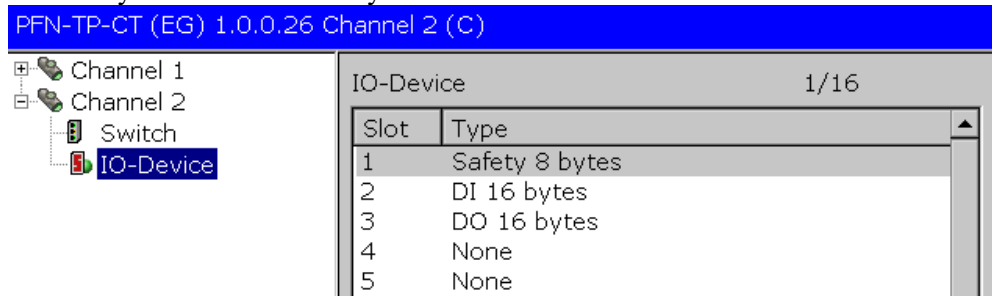 PFN-TP-CT (EG) 1.0.0.26 Channel 2 (C)
Channel 1
Channel 2
Switch
IO-Device
IO-Device 1/16
Slot Type
1 Safety 8 bytes
2 DI 16 bytes
3 DO 16 bytes
4 None
5 None